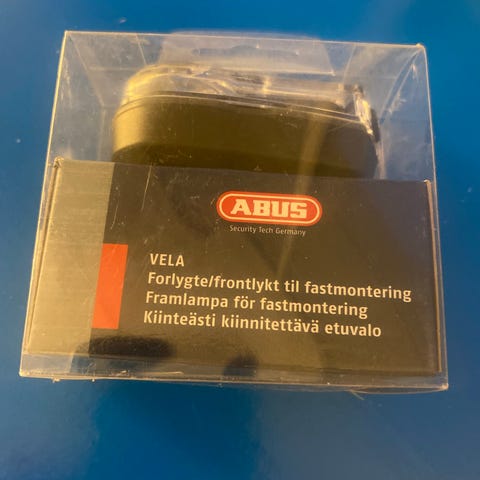 ABUS
Security Tech Germany
VELA
Forlygte/frontlykt til fastmontering
Framlampa för fastmontering
Kiinteästi kiinnitettävä etuvalo